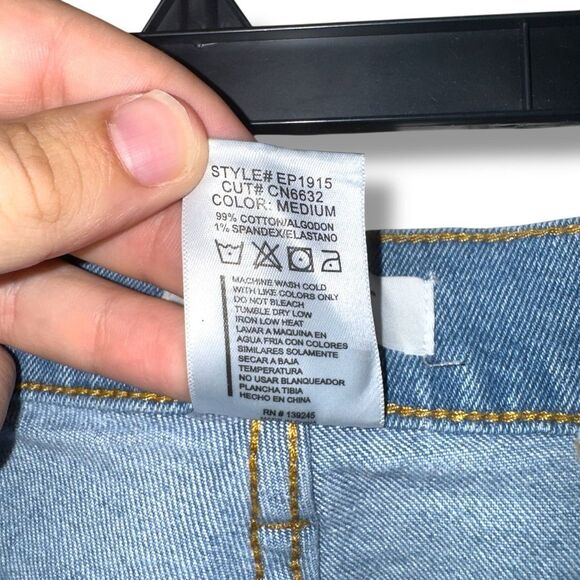 STYLE# EP1915
CUT# CN6632
COLOR: MEDIUM
99% COTTON/ALGODON
1% SPANDEX/ELASTANO
MACHINE WASH COLD
WITH LIKE COLORS ONLY
DO NOT BLEACH
TUMBLE DRY LOW
IRON LOW HEAT
LAVAR A MAQUINA EN
AGUA FRIA CON COLORES
SIMILARES SOLAMENTE
SECAR A BAJA
TEMPERATURA
NO USAR BLANQUEADOR
PLANCHA TIBIA
HECHO EN CHINA
RN # 139245